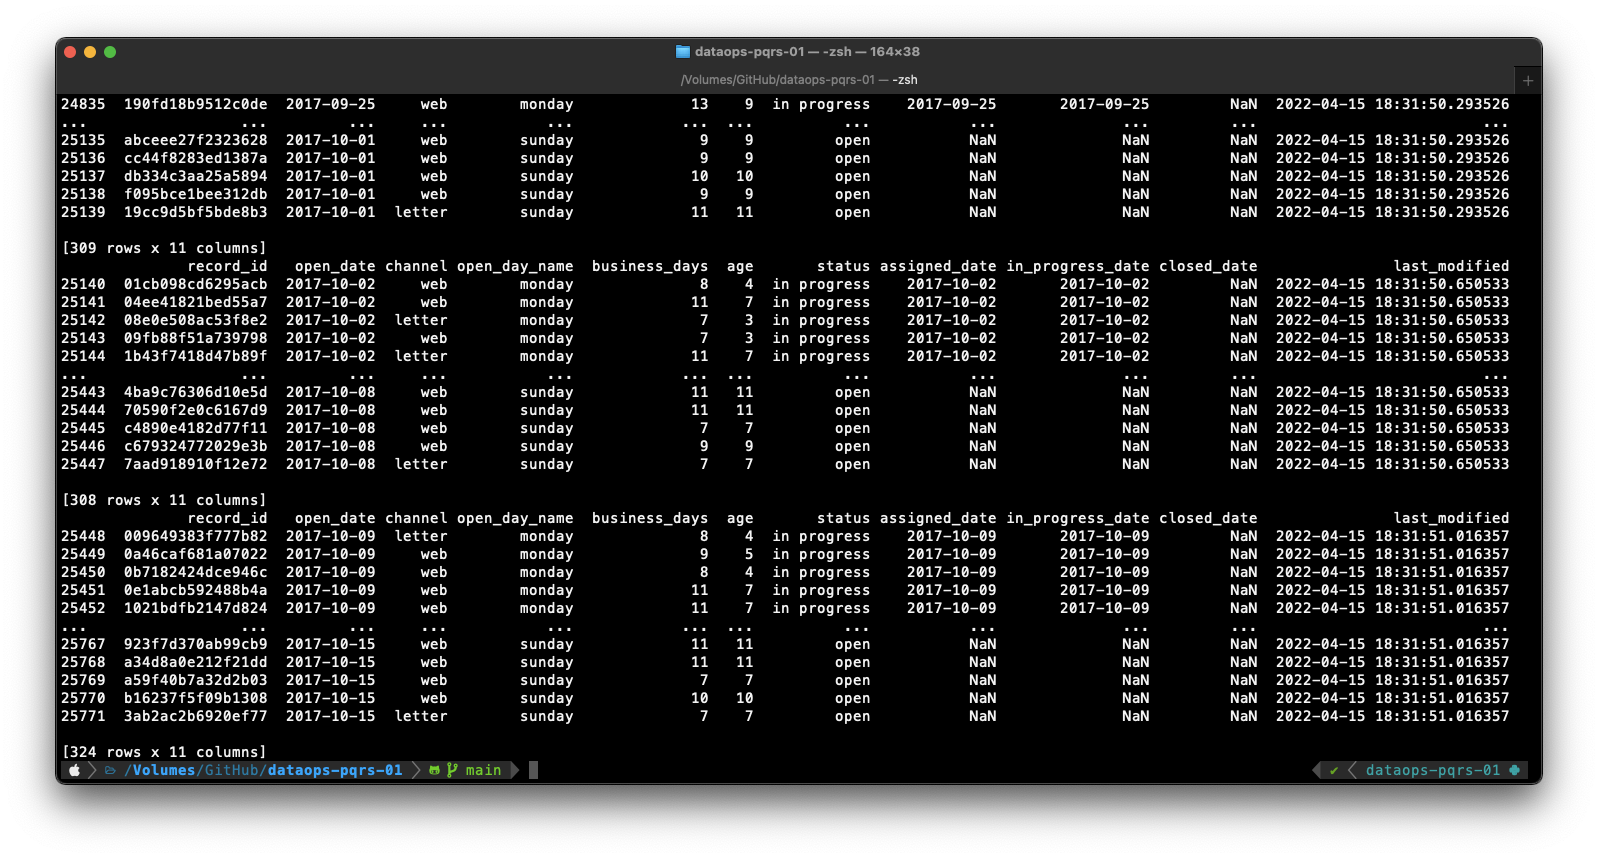 dataops-pqrs-01 — -zsh — 164×38
/Volumes/GitHub/dataops-pqrs-01 — -zsh +
24835 190fd18b9512c0de 2017-09-25 web monday 13 9 in progress 2017-09-25 2017-09-25 NaN 2022-04-15 18:31:50.293526
... ... ... ... ... ... ... ... ... ... ... ...
25135 abceee27f2323628 2017-10-01 web sunday 9 9 open NaN NaN NaN 2022-04-15 18:31:50.293526
25136 cc44f8283ed1387a 2017-10-01 web sunday 9 9 open NaN NaN NaN 2022-04-15 18:31:50.293526
25137 db334c3aa25a5894 2017-10-01 web sunday 10 10 open NaN NaN NaN 2022-04-15 18:31:50.293526
25138 f095bce1bee312db 2017-10-01 web sunday 9 9 open NaN NaN NaN 2022-04-15 18:31:50.293526
25139 19cc9d5bf5bde8b3 2017-10-01 letter sunday 11 11 open NaN NaN NaN 2022-04-15 18:31:50.293526
[309 rows x 11 columns]
record_id open_date channel open_day_name business_days age status assigned_date in_progress_date closed_date last_modified
25140 01cb098cd6295acb 2017-10-02 web monday 8 4 in progress 2017-10-02 2017-10-02 NaN 2022-04-15 18:31:50.650533
25141 04ee41821bed55a7 2017-10-02 web monday 11 7 in progress 2017-10-02 2017-10-02 NaN 2022-04-15 18:31:50.650533
25142 08e0e508ac53f8e2 2017-10-02 letter monday 7 3 in progress 2017-10-02 2017-10-02 NaN 2022-04-15 18:31:50.650533
25143 09fb88f51a739798 2017-10-02 web monday 7 3 in progress 2017-10-02 2017-10-02 NaN 2022-04-15 18:31:50.650533
25144 1b43f7418d47b89f 2017-10-02 letter monday 11 7 in progress 2017-10-02 2017-10-02 NaN 2022-04-15 18:31:50.650533
... ... ... ... ... ... ... ... ... ... ... ...
25443 4ba9c76306d10e5d 2017-10-08 web sunday 11 11 open NaN NaN NaN 2022-04-15 18:31:50.650533
25444 70590f2e0c6167d9 2017-10-08 web sunday 11 11 open NaN NaN NaN 2022-04-15 18:31:50.650533
25445 c4890e4182d77f11 2017-10-08 web sunday 7 7 open NaN NaN NaN 2022-04-15 18:31:50.650533
25446 c679324772029e3b 2017-10-08 web sunday 9 9 open NaN NaN NaN 2022-04-15 18:31:50.650533
25447 7aad918910f12e72 2017-10-08 letter sunday 7 7 open NaN NaN NaN 2022-04-15 18:31:50.650533
[308 rows x 11 columns]
record_id open_date channel open_day_name business_days age status assigned_date in_progress_date closed_date last_modified
25448 009649383f777b82 2017-10-09 letter monday 8 4 in progress 2017-10-09 2017-10-09 NaN 2022-04-15 18:31:51.016357
25449 0a46caf681a07022 2017-10-09 web monday 9 5 in progress 2017-10-09 2017-10-09 NaN 2022-04-15 18:31:51.016357
25450 0b7182424dce946c 2017-10-09 web monday 8 4 in progress 2017-10-09 2017-10-09 NaN 2022-04-15 18:31:51.016357
25451 0e1abcb592488b4a 2017-10-09 web monday 11 7 in progress 2017-10-09 2017-10-09 NaN 2022-04-15 18:31:51.016357
25452 1021bdfb2147d824 2017-10-09 web monday 11 7 in progress 2017-10-09 2017-10-09 NaN 2022-04-15 18:31:51.016357
... ... ... ... ... ... ... ... ... ... ... ...
25767 923f7d370ab99cb9 2017-10-15 web sunday 11 11 open NaN NaN NaN 2022-04-15 18:31:51.016357
25768 a34d8a0e212f21dd 2017-10-15 web sunday 11 11 open NaN NaN NaN 2022-04-15 18:31:51.016357
25769 a59f40b7a32d2b03 2017-10-15 web sunday 7 7 open NaN NaN NaN 2022-04-15 18:31:51.016357
25770 b16237f5f09b1308 2017-10-15 web sunday 10 10 open NaN NaN NaN 2022-04-15 18:31:51.016357
25771 3ab2ac2b6920ef77 2017-10-15 letter sunday 7 7 open NaN NaN NaN 2022-04-15 18:31:51.016357
[324 rows x 11 columns]
/Volumes/GitHub/dataops-pqrs-01 main ✔ dataops-pqrs-01